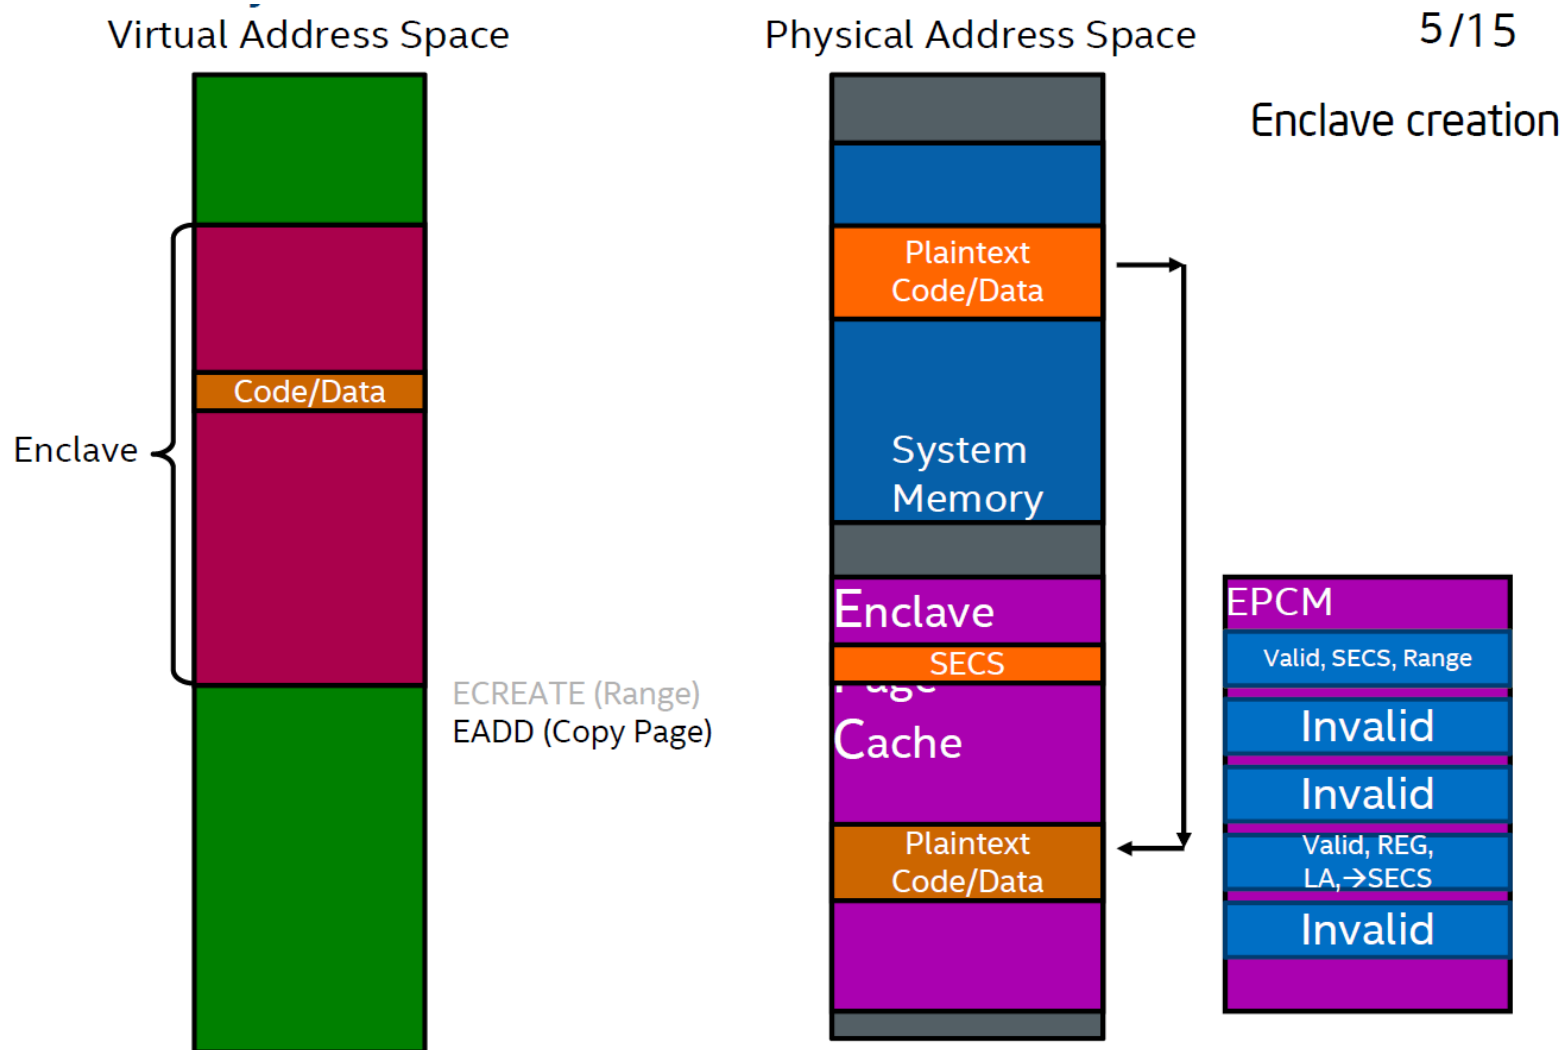 Virtual Address Space
Physical Address Space
5/15
Enclave creation
Plaintext
Code/Data
Code/Data
Enclave
System
Memory
Enclave
SECS
Page
Cache
ECREATE (Range)
EADD (Copy Page)
Plaintext
Code/Data
EPCM
Valid, SECS, Range
Invalid
Invalid
Valid, REG,
LA,→SECS
Invalid